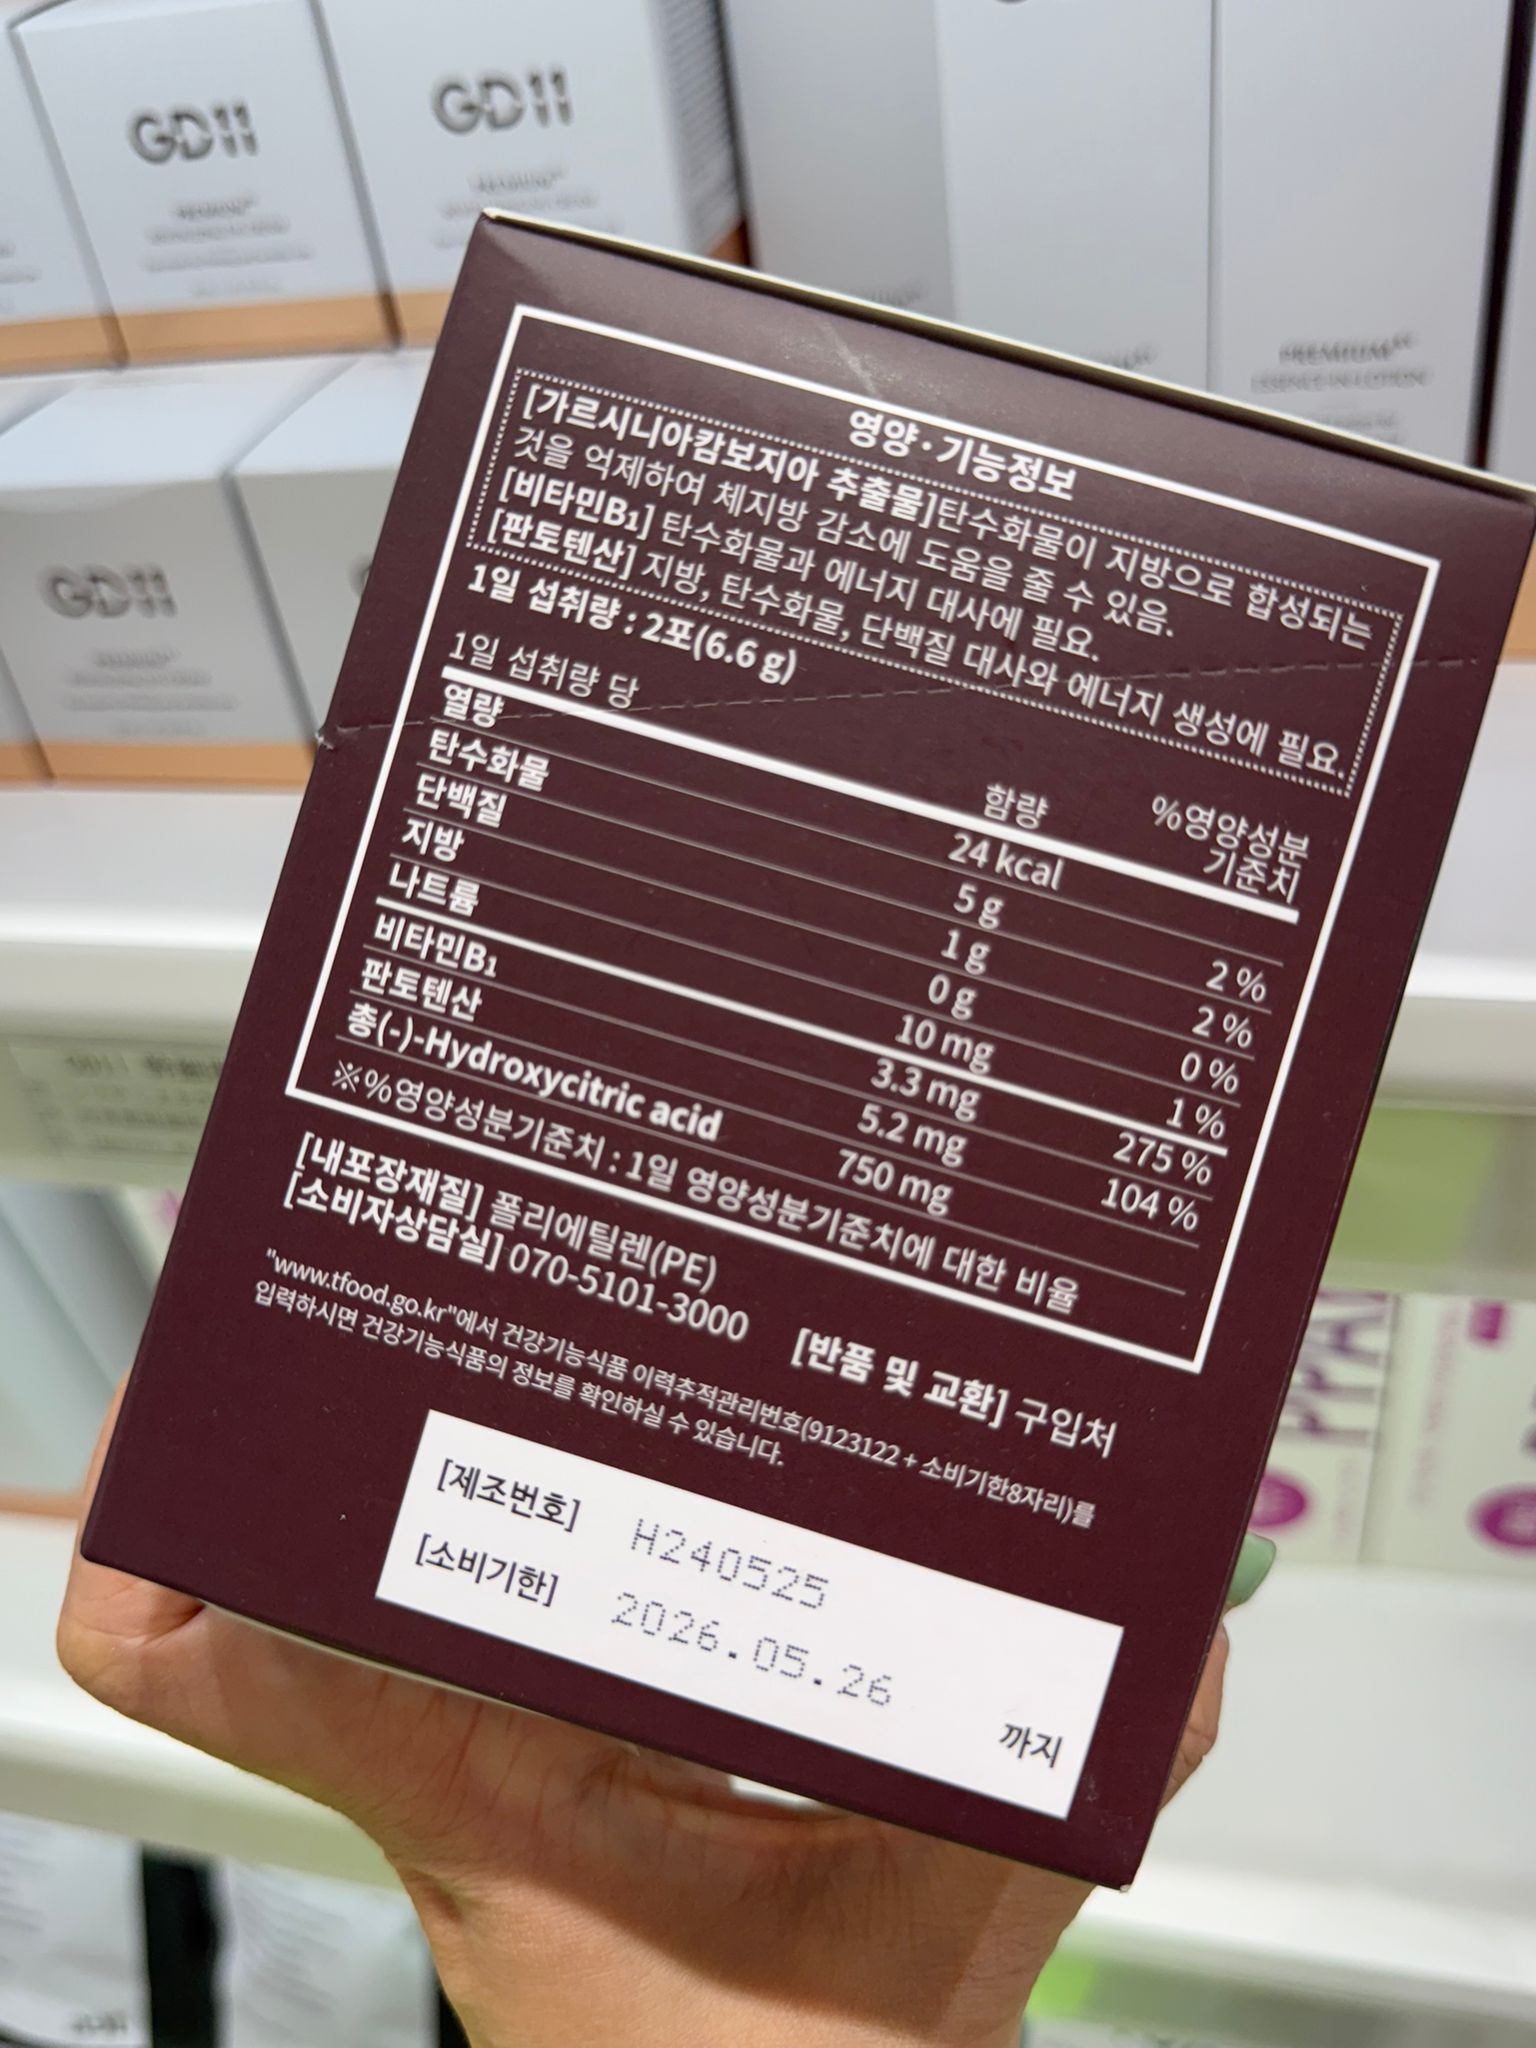 GD11
GD11
PREMIUM
PREMIUM
GD11
PREMIUM
영양·기능정보
[가르시니아캄보지아 추출물]탄수화물이 지방으로 합성되는
것을 억제하여 체지방 감소에 도움을 줄 수 있음.
[비타민B₁] 탄수화물과 에너지 대사에 필요.
[판토텐산] 지방, 탄수화물, 단백질 대사와 에너지 생성에 필요.
1일 섭취량 : 2포(6.6 g)
1일 섭취량 당 함량 %영양성분
기준치
열량 24 kcal
탄수화물 5 g 2 %
단백질 1 g 2 %
지방 0 g 0 %
나트륨 10 mg 1 %
비타민B₁ 3.3 mg 275 %
판토텐산 5.2 mg 104 %
총(-)-Hydroxycitric acid 750 mg
※%영양성분기준치 : 1일 영양성분기준치에 대한 비율
[내포장재질] 폴리에틸렌(PE)
[소비자상담실] 070-5101-3000 [반품 및 교환] 구입처
"www.tfood.go.kr"에서 건강기능식품 이력추적관리번호(9123122 + 소비기한8자리)를
입력하시면 건강기능식품의 정보를 확인하실 수 있습니다.
[제조번호] H240525
[소비기한] 2026.05.26
까지